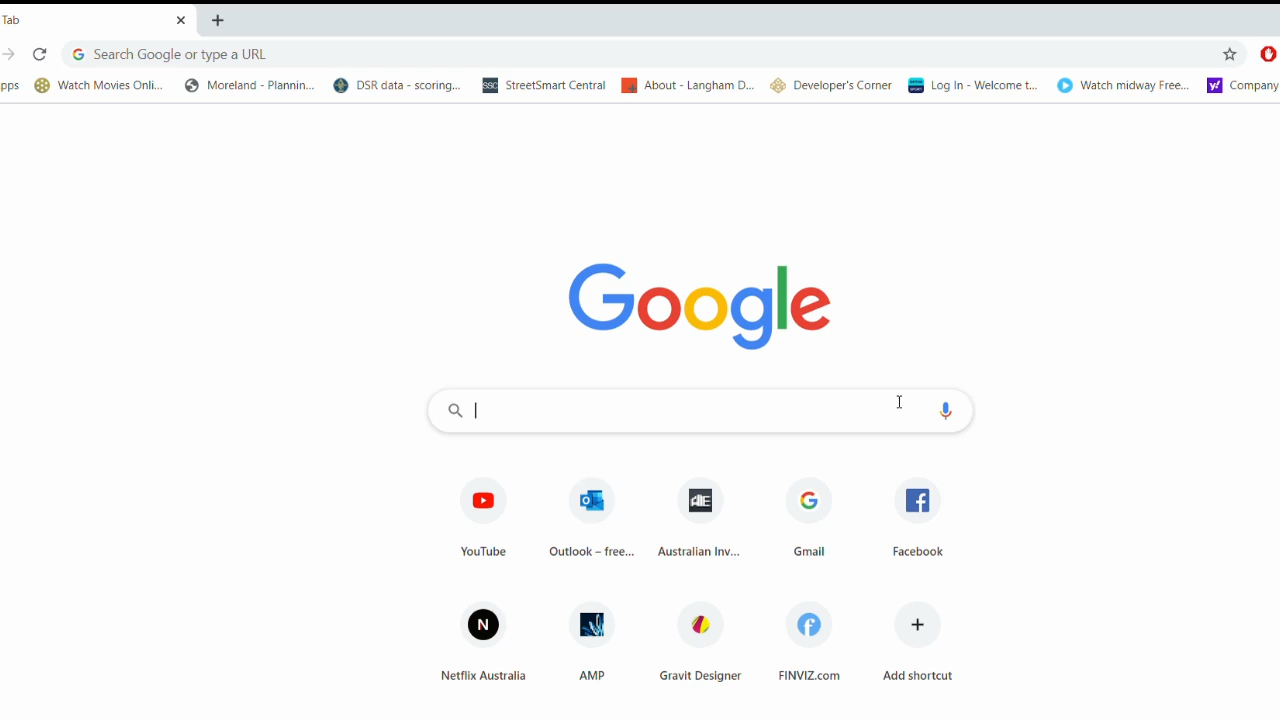 Tab
Search Google or type a URL
pps Watch Movies Onli... Moreland - Plannin... DSR data - scoring... SSC StreetSmart Central About - Langham D... Developer's Corner Log In - Welcome t... Watch midway Free... y! Company
Google
YouTube Outlook – free... Australian Inv... Gmail Facebook
N
Netflix Australia AMP Gravit Designer FINVIZ.com Add shortcut